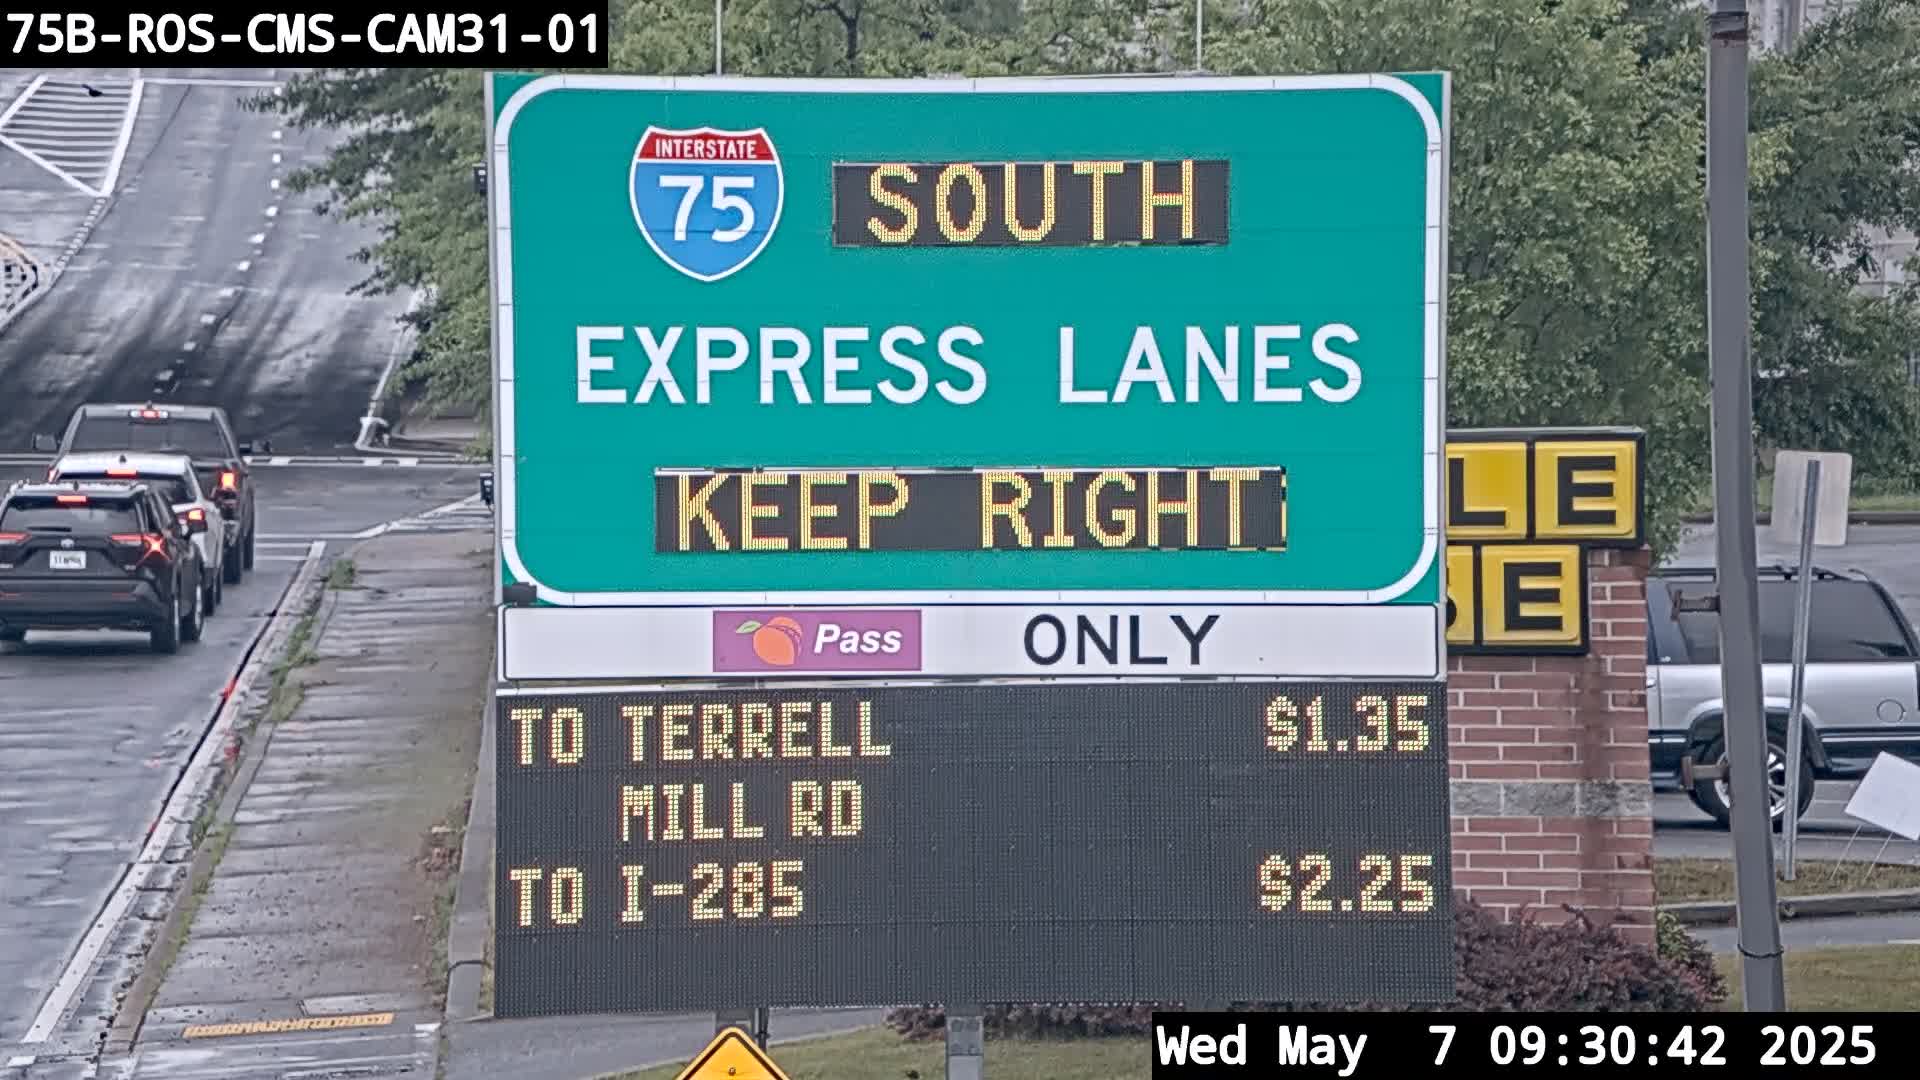 75B-ROS-CMS-CAM31-01
INTERSTATE
75
SOUTH
EXPRESS LANES
KEEP RIGHT
Pass ONLY
TO TERRELL $1.35
MILL RD
TO I-285 $2.25
LE
E
Wed May 7 09:30:42 2025